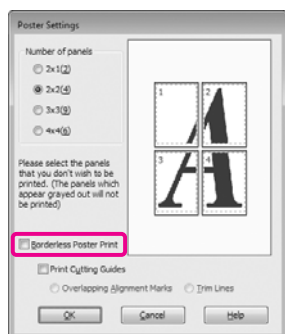 Poster Settings
Number of panels
2x1(2)
2x2(4)
3x3(9)
4x4(6)
Please select the panels
that you don't wish to be
printed. (The panels which
appear grayed out will not
be printed)
1 2
3 4
Borderless Poster Print
Print Cutting Guides
Overlapping Alignment Marks Trim Lines
OK Cancel Help